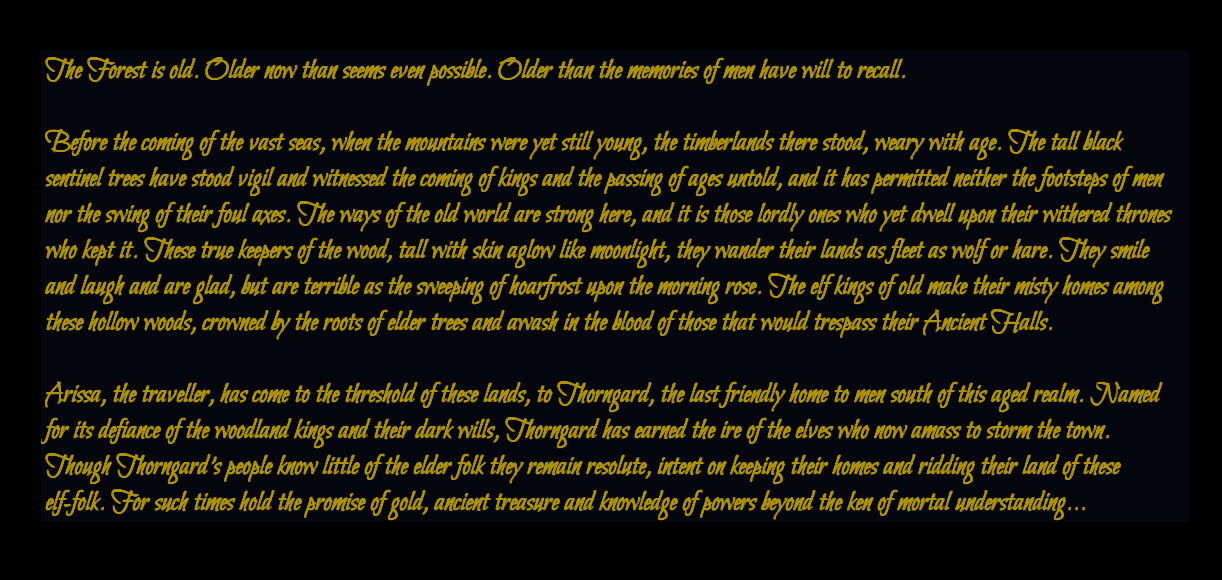 The Forest is old. Older now than seems even possible. Older than the memories of men have will to recall.
Before the coming of the vast seas, when the mountains were yet still young, the timberlands there stood, weary with age. The tall black
sentinel trees have stood vigil and witnessed the coming of kings and the passing of ages untold, and it has permitted neither the footsteps of men
nor the swing of their foul axes. The ways of the old world are strong here, and it is those lordly ones who yet dwell upon their withered thrones
who kept it. These true keepers of the wood, tall with skin aglow like moonlight, they wander their lands as fleet as wolf or hare. They smile
and laugh and are glad, but are terrible as the sweeping of hoarfrost upon the morning rose. The elf kings of old make their misty homes among
these hollow woods, crowned by the roots of elder trees and awash in the blood of those that would trespass their Ancient Halls.
Arissa, the traveller, has come to the threshold of these lands, to Thorngard, the last friendly home to men south of this aged realm. Named
for its defiance of the woodland kings and their dark wills, Thorngard has earned the ire of the elves who now amass to storm the town.
Though Thorngard's people know little of the elder folk they remain resolute, intent on keeping their homes and ridding their land of these
elf-folk. For such times hold the promise of gold, ancient treasure and knowledge of powers beyond the ken of mortal understanding...